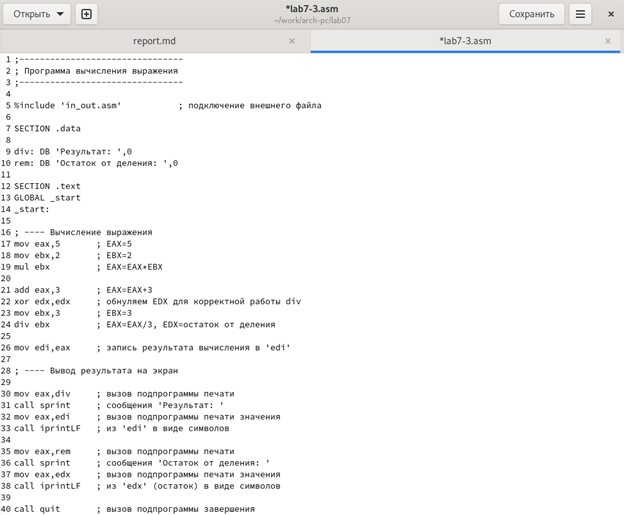 Открыть
*lab7-3.asm
~/work/arch-pc/lab07
Сохранить
report.md
*lab7-3.asm
1 ;--------------------------------
2 ; Программа вычисления выражения
3 ;--------------------------------
4
5 %include 'in_out.asm' ; подключение внешнего файла
6
7 SECTION .data
8
9 div: DB 'Результат: ',0
10 rem: DB 'Остаток от деления: ',0
11
12 SECTION .text
13 GLOBAL _start
14 _start:
15
16 ; ---- Вычисление выражения
17 mov eax,5 ; EAX=5
18 mov ebx,2 ; EBX=2
19 mul ebx ; EAX=EAX*EBX
20
21 add eax,3 ; EAX=EAX+3
22 xor edx,edx ; обнуляем EDX для корректной работы div
23 mov ebx,3 ; EBX=3
24 div ebx ; EAX=EAX/3, EDX=остаток от деления
25
26 mov edi,eax ; запись результата вычисления в 'edi'
27
28 ; ---- Вывод результата на экран
29
30 mov eax,div ; вызов подпрограммы печати
31 call sprint ; сообщения 'Результат: '
32 mov eax,edi ; вызов подпрограммы печати значения
33 call iprintLF ; из 'edi' в виде символов
34
35 mov eax,rem ; вызов подпрограммы печати
36 call sprint ; сообщения 'Остаток от деления: '
37 mov eax,edx ; вызов подпрограммы печати значения
38 call iprintLF ; из 'edx' (остаток) в виде символов
39
40 call quit ; вызов подпрограммы завершения